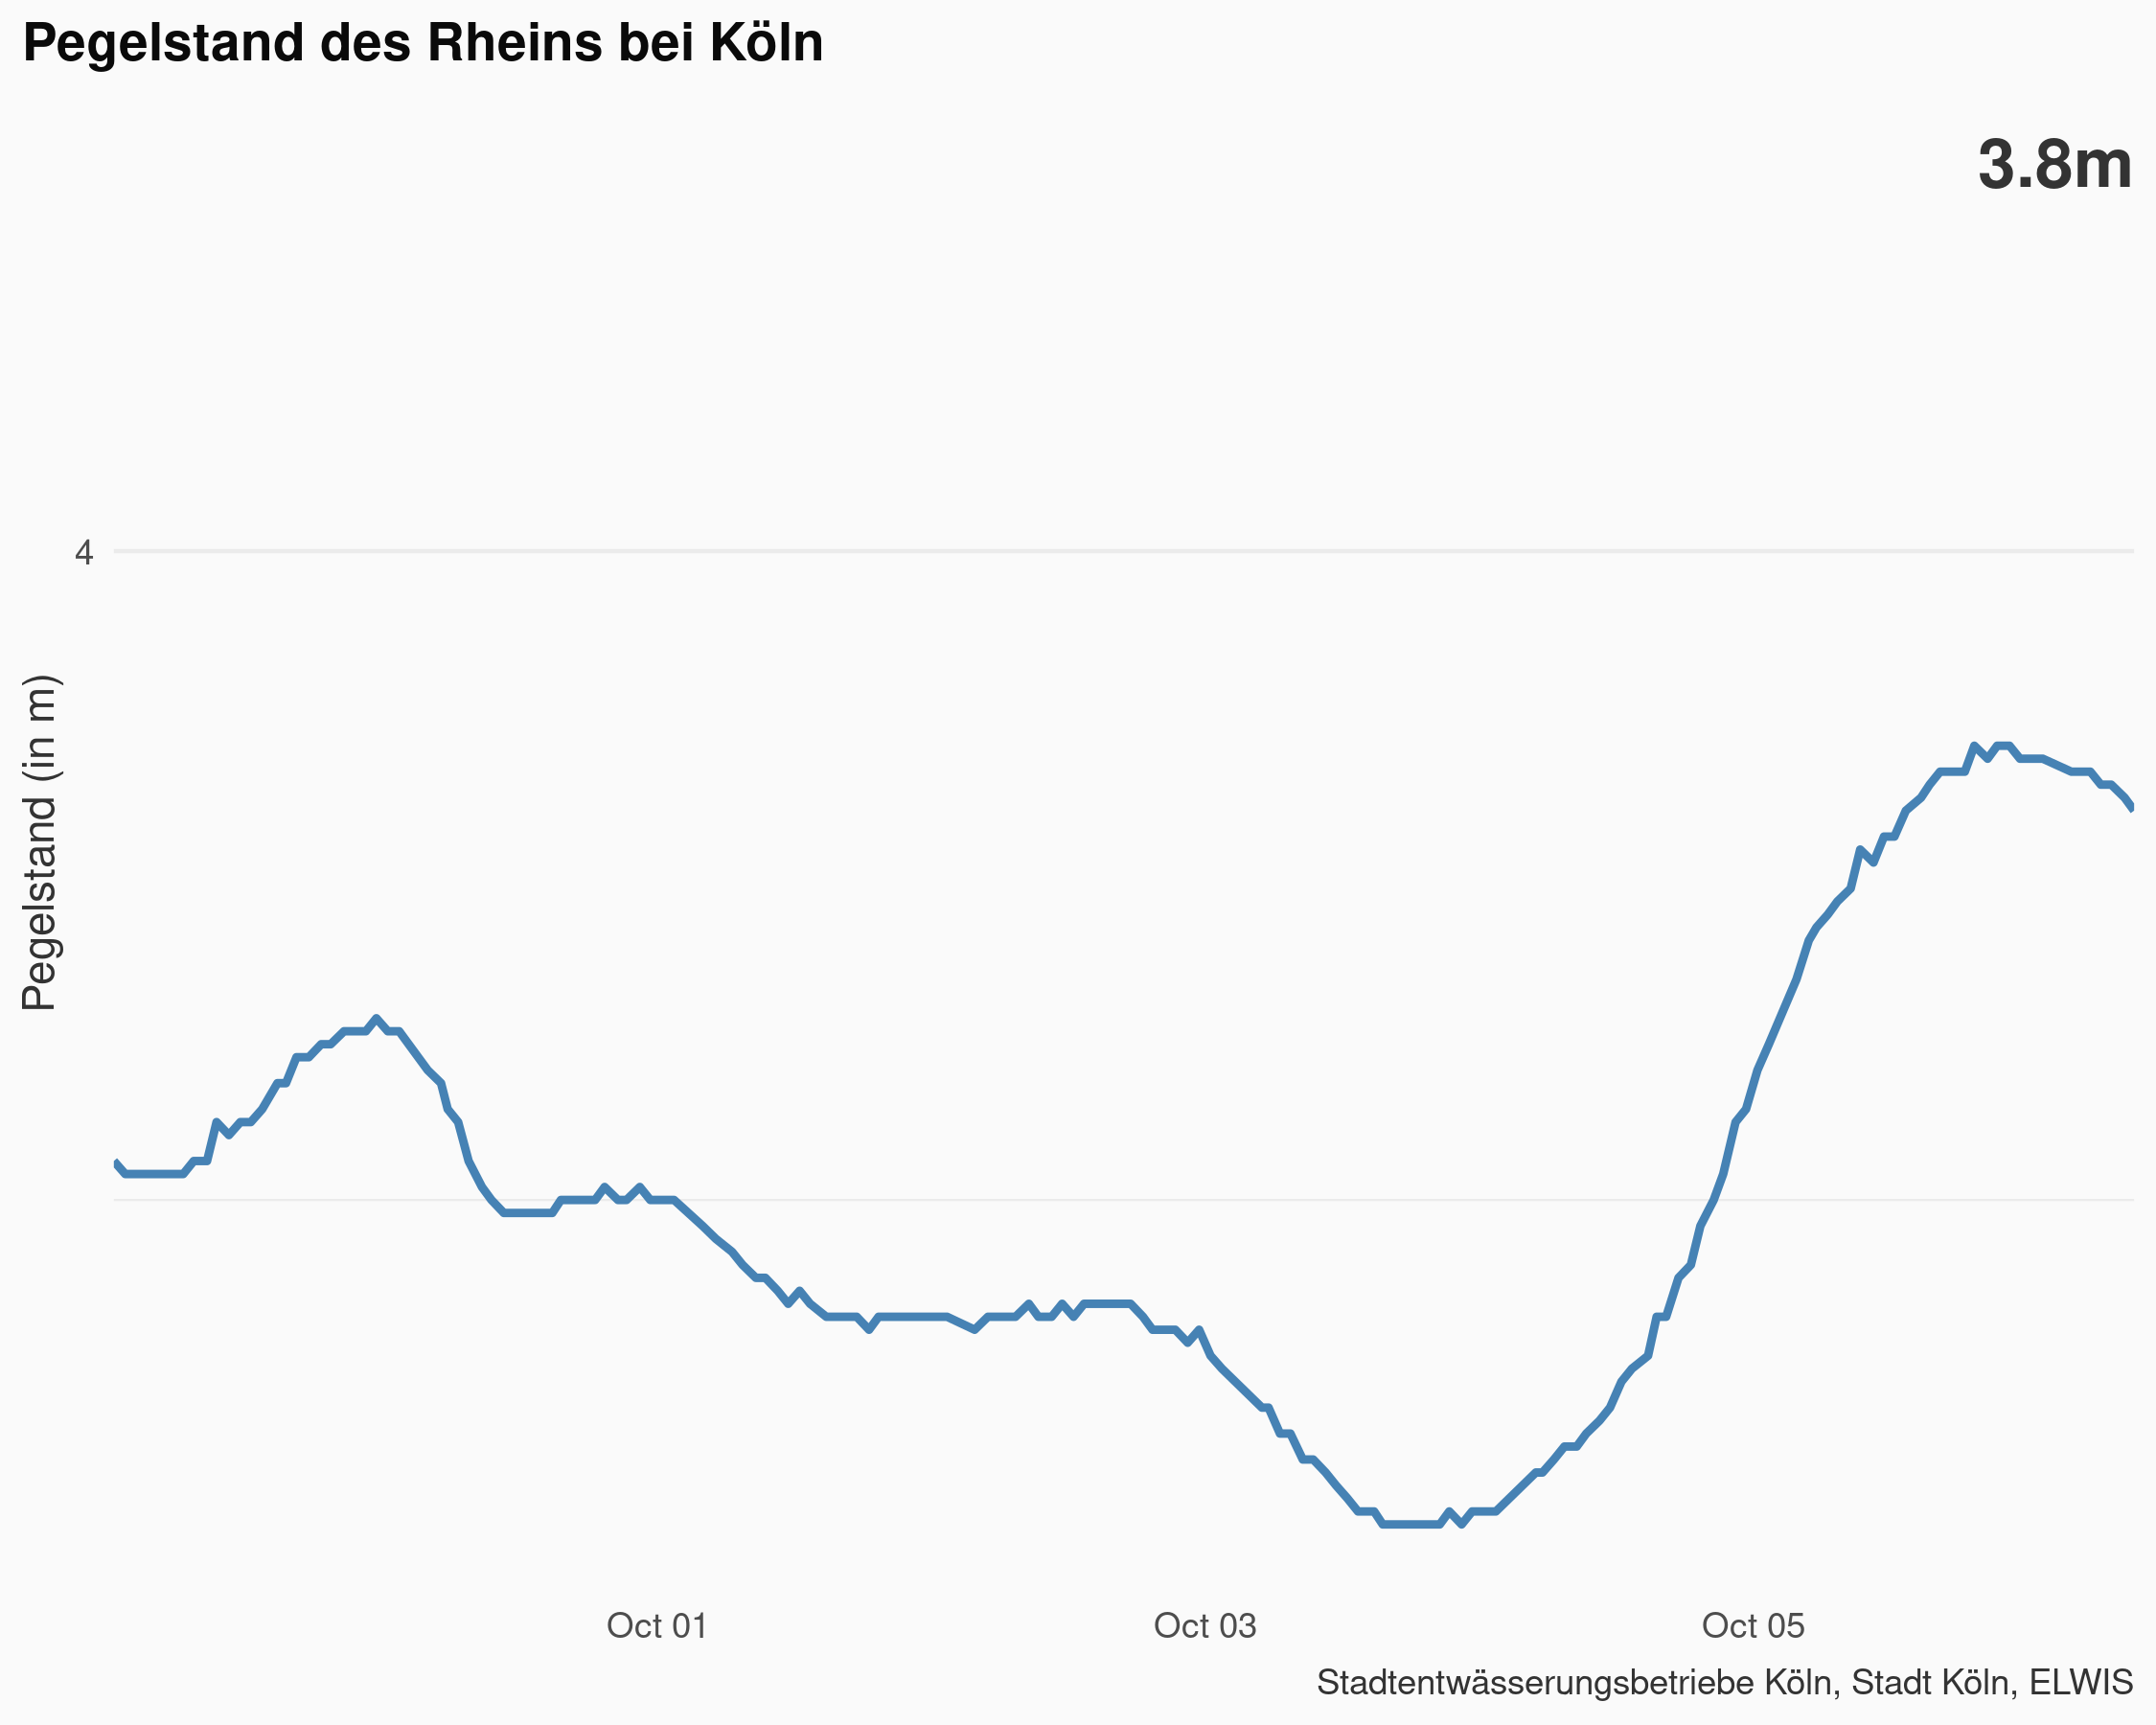 Pegelstand des Rheins bei Köln
3.8m
4
Pegelstand (in m)
Oct 01
Oct 03
Oct 05
Stadtentwässerungsbetriebe Köln, Stadt Köln, ELWIS